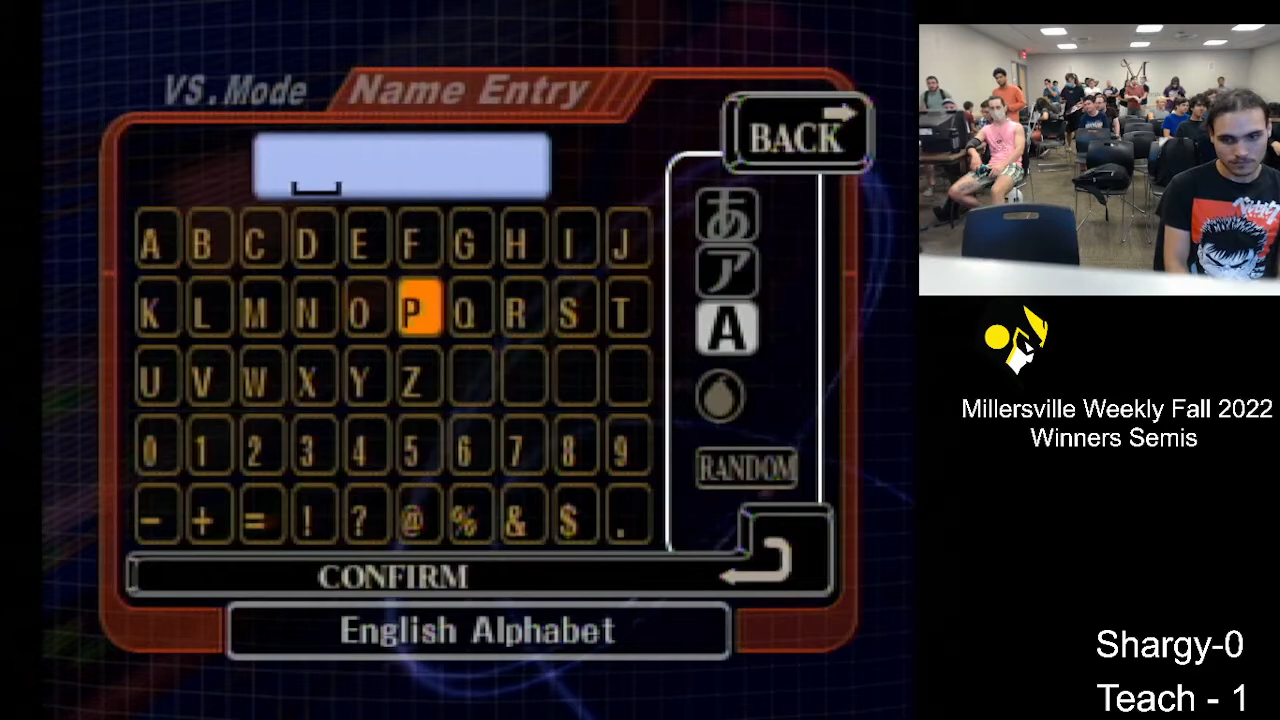 VS.Mode Name Entry
BACK
A B C D E F G H I J
K L M N O P Q R S T
U V W X Y Z
0 1 2 3 4 5 6 7 8 9
- + = ! ? @ % & $ .
あ
ア
A
RANDOM
CONFIRM
English Alphabet
Millersville Weekly Fall 2022
Winners Semis
Shargy-0
Teach - 1